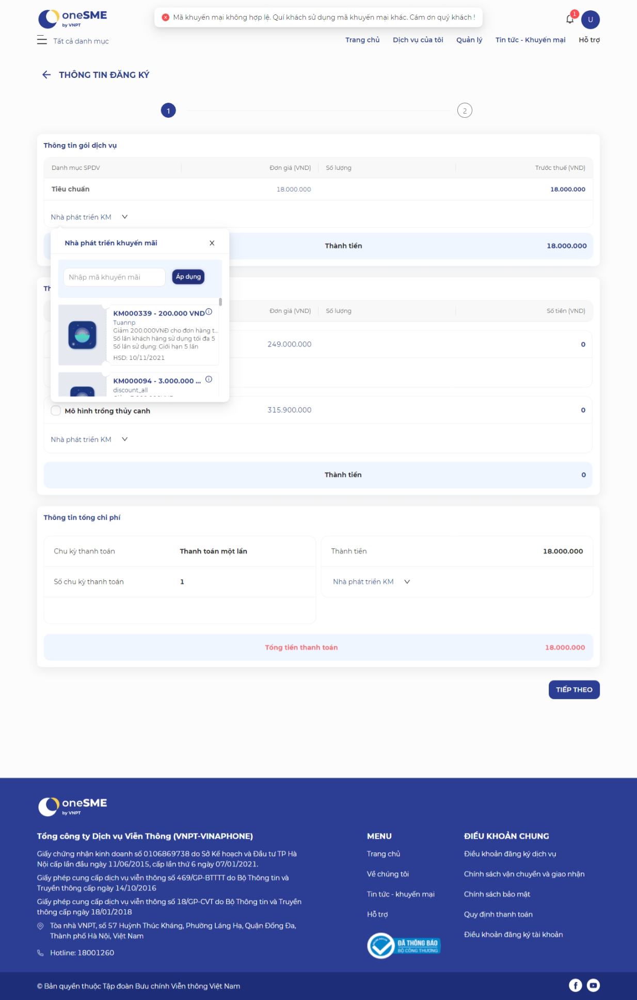 oneSME
by VNPT
Mã khuyến mại không hợp lệ. Quí khách sử dụng mã khuyến mại khác. Cám ơn quý khách !
1
U
Tất cả danh mục
Trang chủ
Dịch vụ của tôi
Quản lý
Tin tức - Khuyến mại
Hỗ trợ
THÔNG TIN ĐĂNG KÝ
1
2
Thông tin gói dịch vụ
Danh mục SPDV
Đơn giá (VND)
Số lượng
Trước thuế (VND)
Tiêu chuẩn
18.000.000
18.000.000
Nhà phát triển KM
Thành tiền
18.000.000
Nhà phát triển khuyến mãi
X
Nhập mã khuyến mãi
Áp dụng
KM000339 - 200.000 VND
Tuannp
Giảm 200.000VNĐ cho đơn hàng t...
Số lần khách hàng sử dụng tối đa 5
Số lần sử dụng: Giới hạn 5 lần
HSD: 10/11/2021
KM000094 - 3.000.000 ...
discount_all
Th
Đơn giá (VND)
Số lượng
Số tiền (VND)
249.000.000
0
Mô hình trồng thủy canh
315.900.000
0
Nhà phát triển KM
Thành tiền
0
Thông tin tổng chi phí
Chu kỳ thanh toán
Thanh toán một lần
Số chu kỳ thanh toán
1
Thành tiền
18.000.000
Nhà phát triển KM
Tổng tiền thanh toán
18.000.000
TIẾP THEO
oneSME
by VNPT
Tổng công ty Dịch vụ Viễn Thông (VNPT-VINAPHONE)
Giấy chứng nhận kinh doanh số 0106869738 do Sở Kế hoạch và Đầu tư TP Hà
Nội cấp lần đầu ngày 11/06/2015, cấp lần thứ 6 ngày 07/01/2021.
Giấy phép cung cấp dịch vụ viễn thông số 469/GP-BTTTT do Bộ Thông tin và
Truyền thông cấp ngày 14/10/2016
Giấy phép cung cấp dịch vụ viễn thông số 18/GP-CVT do Bộ Thông tin và Truyền
thông cấp ngày 18/01/2018
Tòa nhà VNPT, số 57 Huỳnh Thúc Kháng, Phường Láng Hạ, Quận Đống Đa,
Thành phố Hà Nội, Việt Nam
Hotline: 18001260
MENU
Trang chủ
Về chúng tôi
Tin tức - khuyến mại
Hỗ trợ
ĐÃ THÔNG BÁO
BỘ CÔNG THƯƠNG
ĐIỀU KHOẢN CHUNG
Điều khoản đăng ký dịch vụ
Chính sách vận chuyển và giao nhận
Chính sách bảo mật
Quy định thanh toán
Điều khoản đăng ký tài khoản
© Bản quyền thuộc Tập đoàn Bưu chính Viễn thông Việt Nam